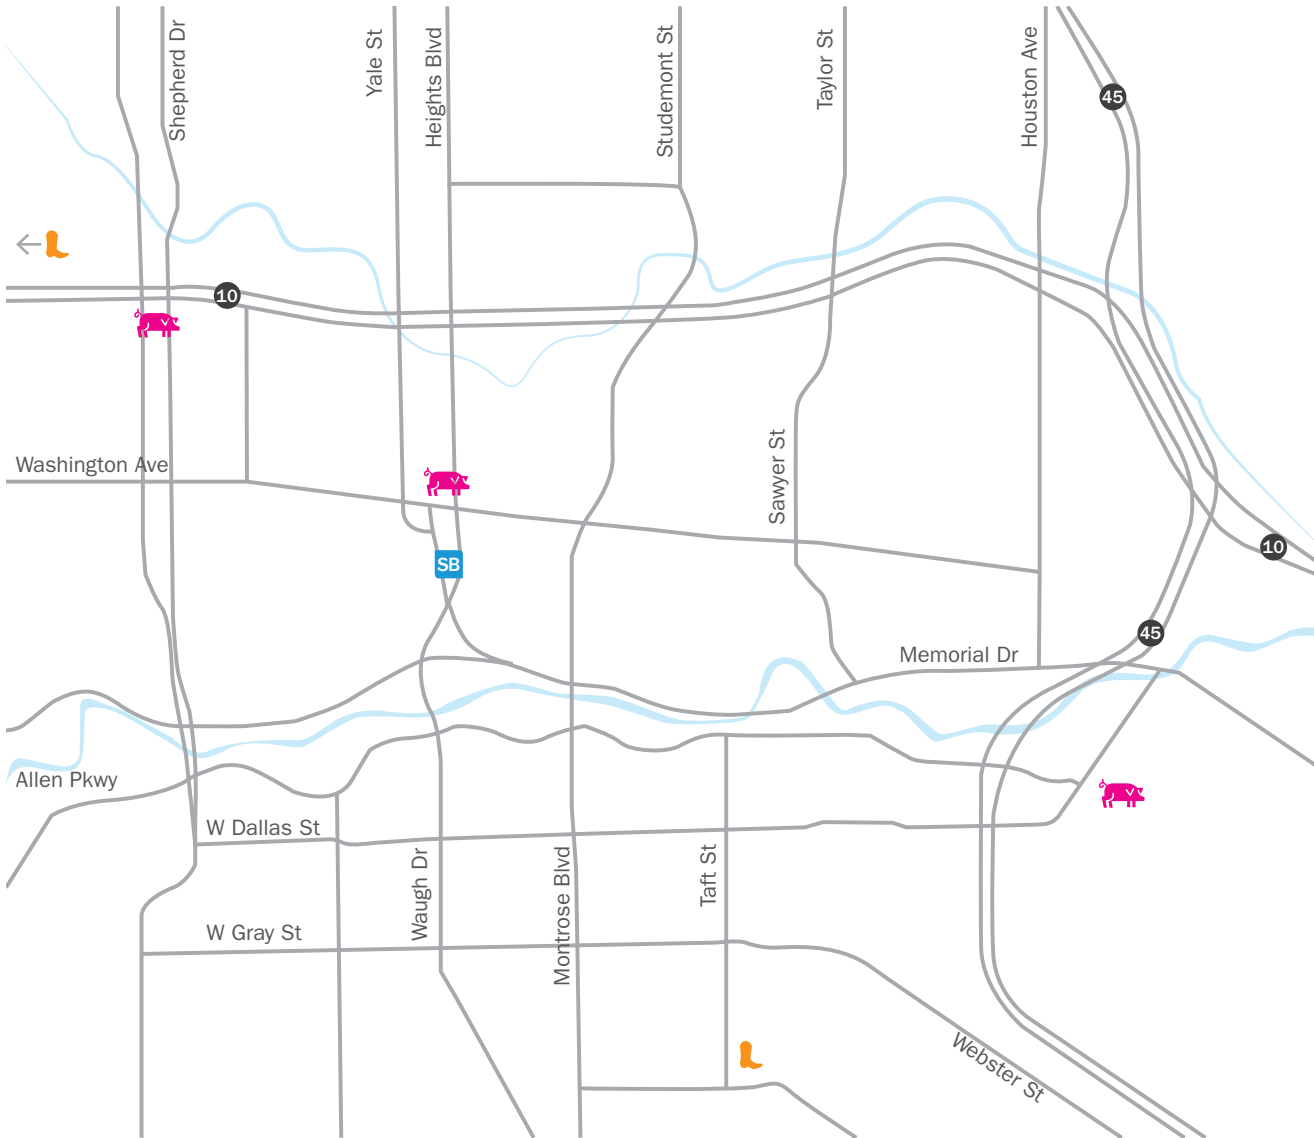 Shepherd Dr
Yale St
Heights Blvd
Studemont St
Taylor St
Houston Ave
45
10
Washington Ave
Sawyer St
10
SB
45
Memorial Dr
Allen Pkwy
W Dallas St
Waugh Dr
Montrose Blvd
Taft St
W Gray St
Webster St